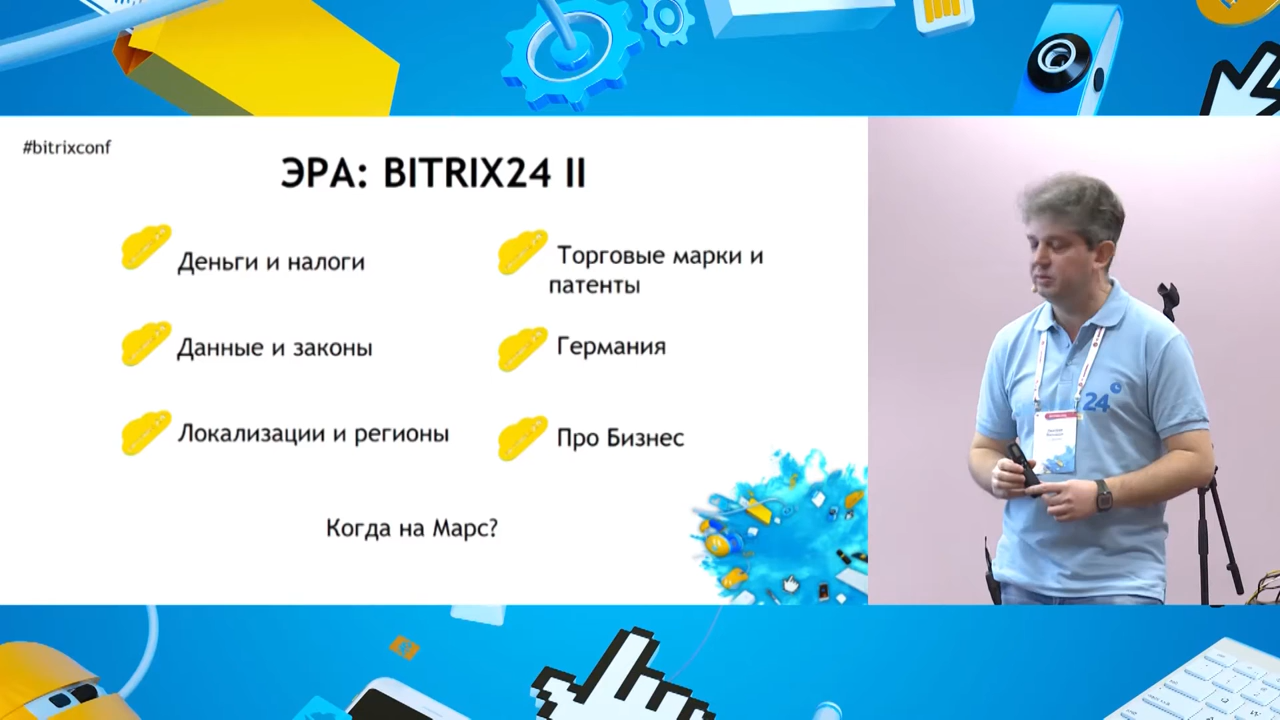 #bitrixconf
ЭРА: BITRIX24 II
Деньги и налоги
Данные и законы
Локализации и регионы
Торговые марки и
патенты
Германия
Про Бизнес
Когда на Марс?
24